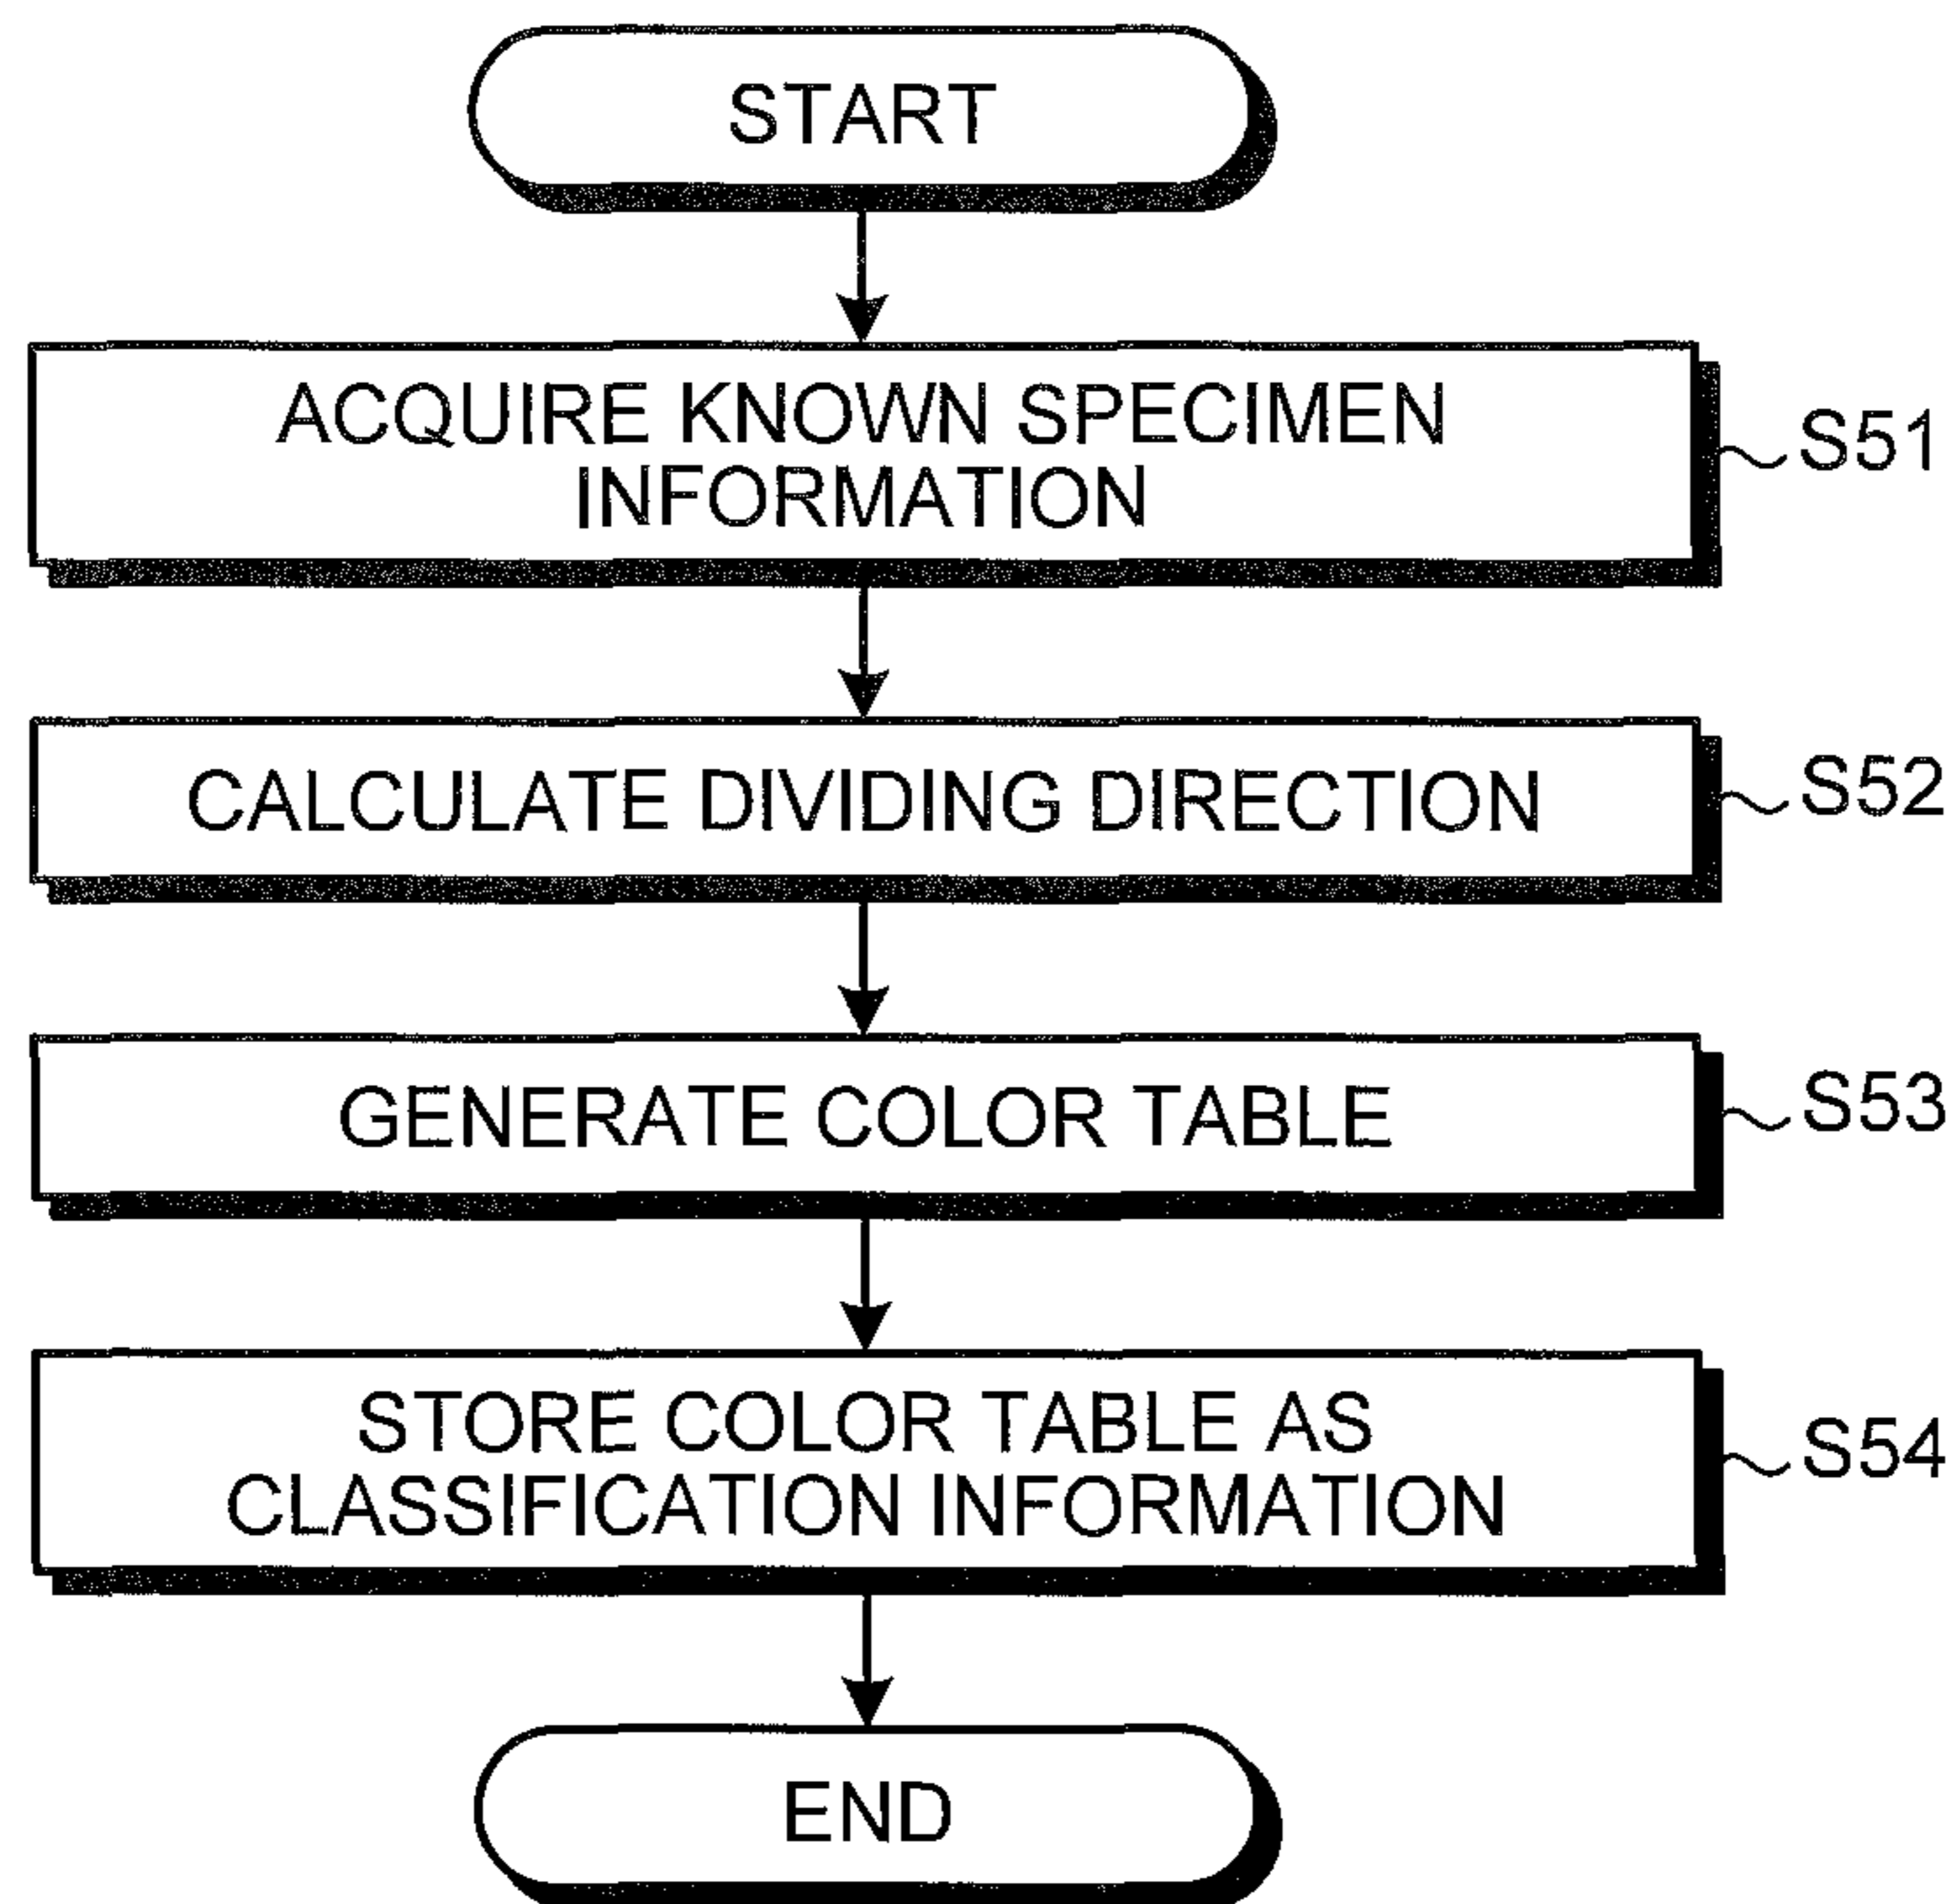 START
ACQUIRE KNOWN SPECIMEN
INFORMATION
S51
CALCULATE DIVIDING DIRECTION
S52
GENERATE COLOR TABLE
S53
STORE COLOR TABLE AS
CLASSIFICATION INFORMATION
S54
END